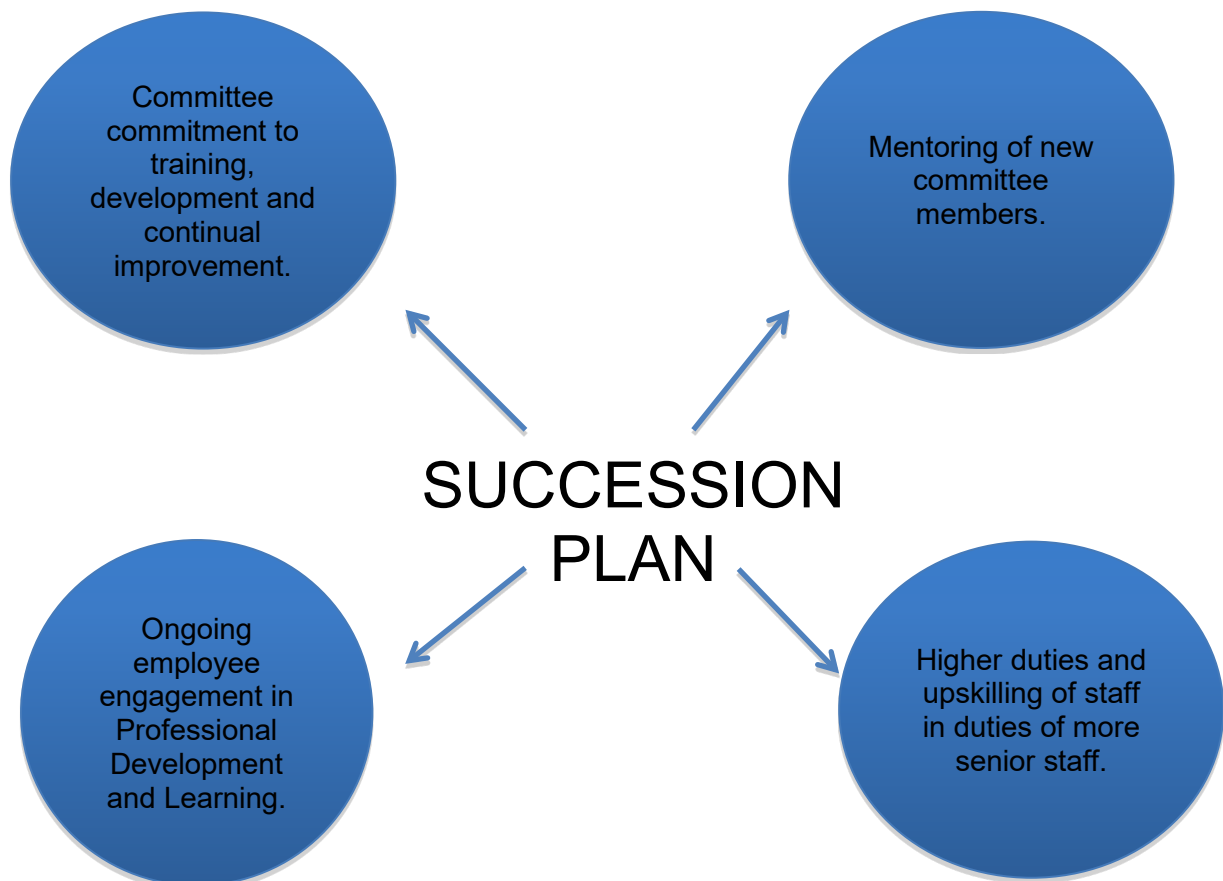 Committee
commitment to
training,
development and
continual
improvement.
Mentoring of new
committee
members.
SUCCESSION
PLAN
Ongoing
employee
engagement in
Professional
Development
and Learning.
Higher duties and
upskilling of staff
in duties of more
senior staff.